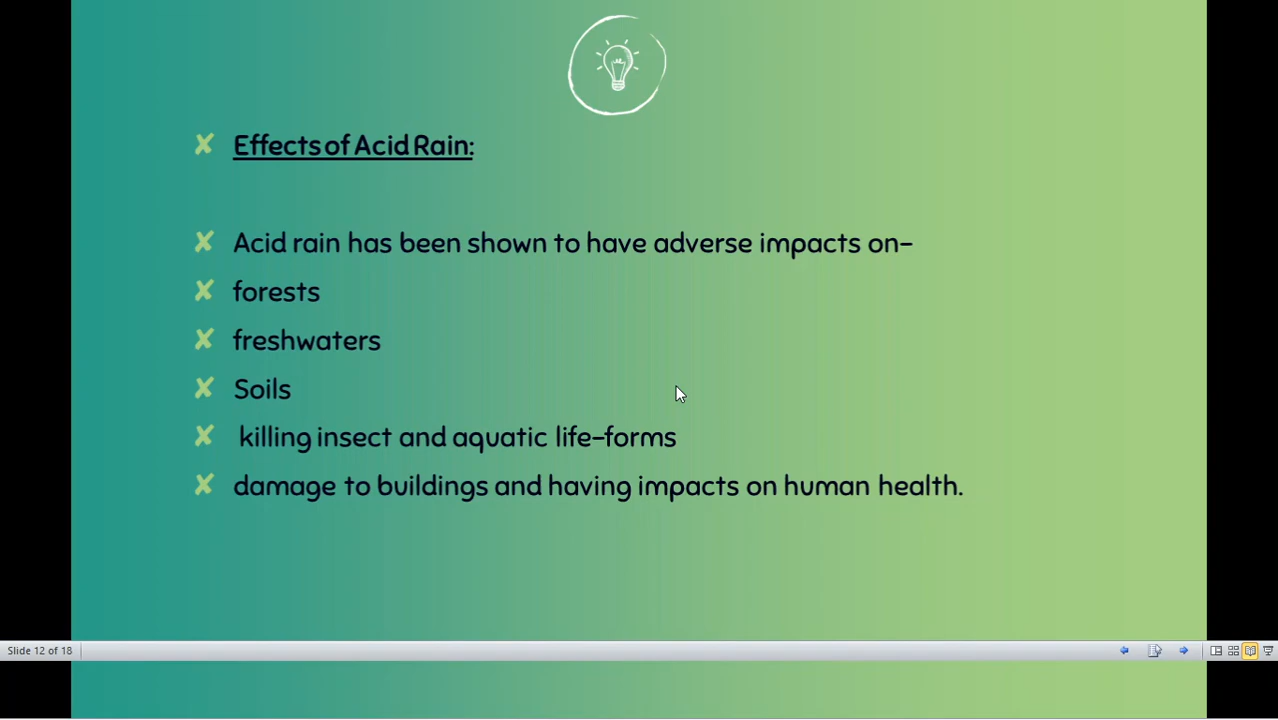 ✘ Effects of Acid Rain:
✘ Acid rain has been shown to have adverse impacts on-
✘ forests
✘ freshwaters
✘ Soils
✘ killing insect and aquatic life-forms
✘ damage to buildings and having impacts on human health.
Slide 12 of 18